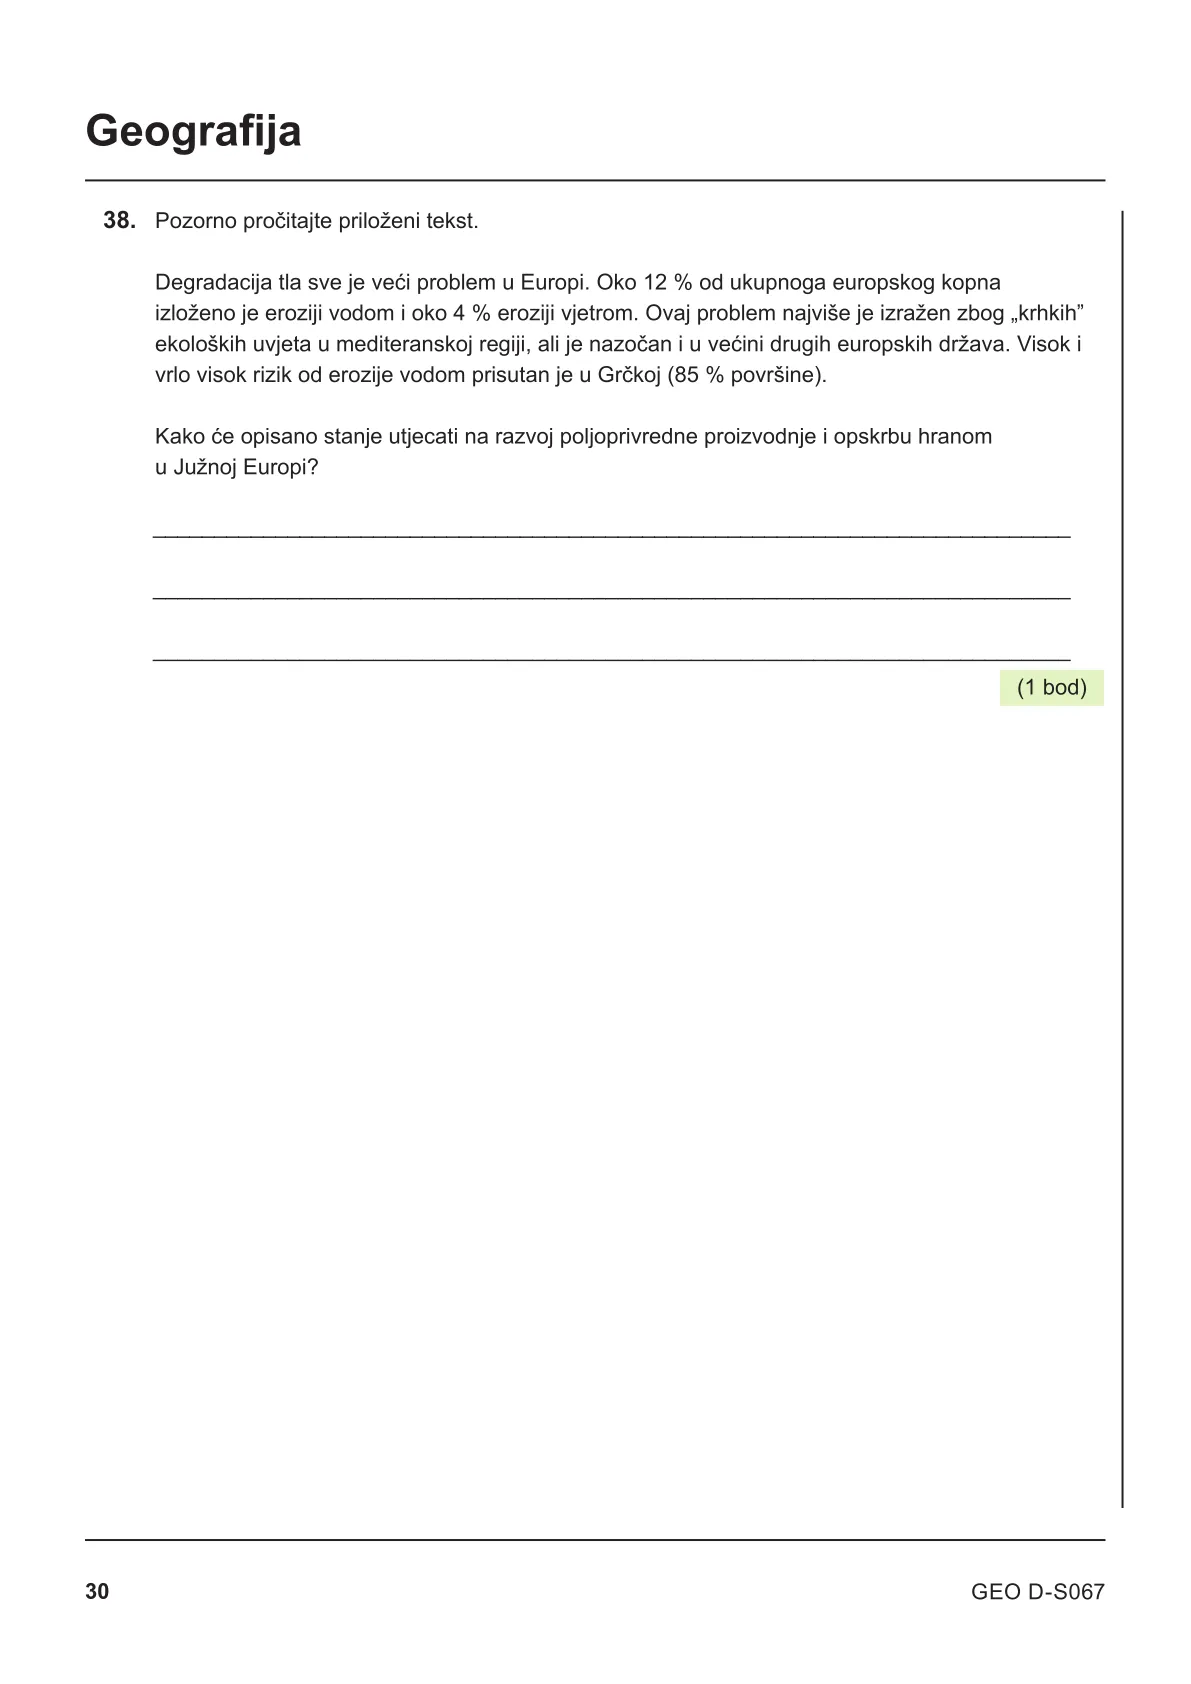 Geografija
38. Pozorno pročitajte priloženi tekst.
Degradacija tla sve je veći problem u Europi. Oko 12 % od ukupnoga europskog kopna
izloženo je eroziji vodom i oko 4 % eroziji vjetrom. Ovaj problem najviše je izražen zbog „krhkih”
ekoloških uvjeta u mediteranskoj regiji, ali je nazočan i u većini drugih europskih država. Visok i
vrlo visok rizik od erozije vodom prisutan je u Grčkoj (85 % površine).
Kako će opisano stanje utjecati na razvoj poljoprivredne proizvodnje i opskrbu hranom
u Južnoj Europi?
(1 bod)
30 GEO D-S067